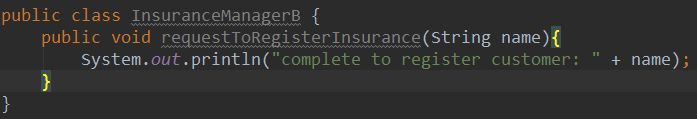 public class InsuranceManagerB {
    public void requestToRegisterInsurance(String name){
        System.out.println("complete to register customer: " + name);
    }
}